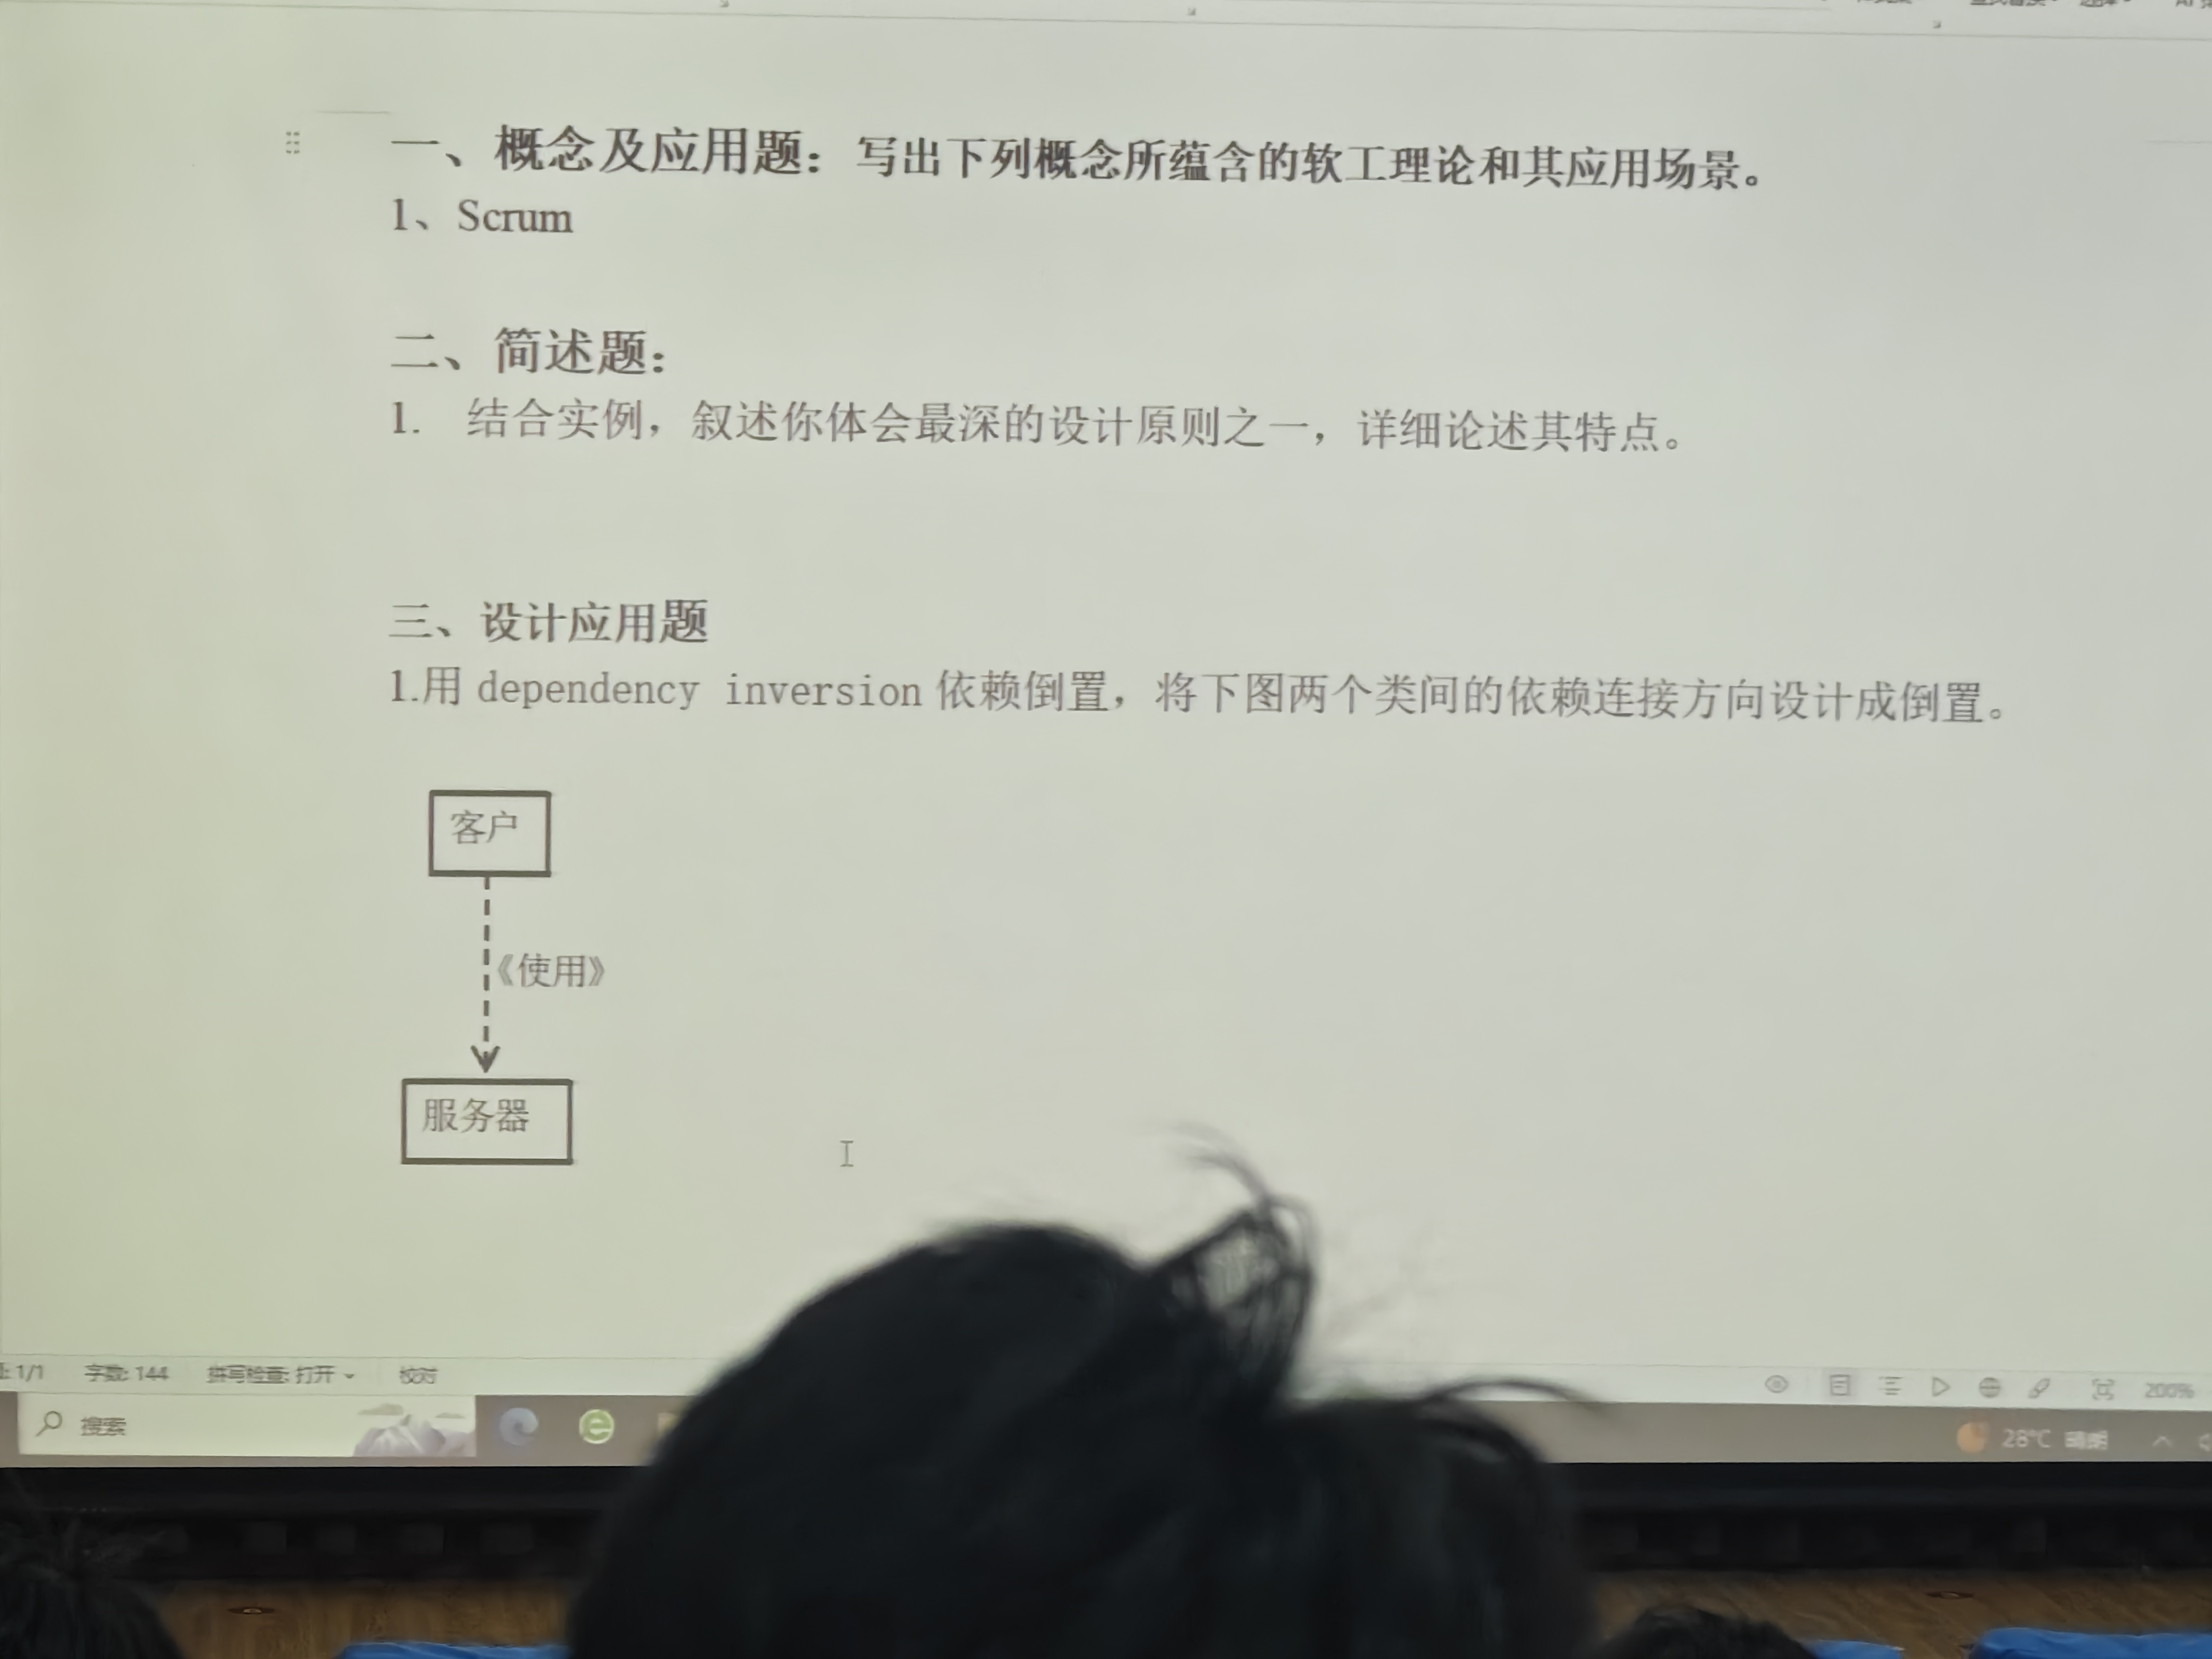 一、概念及应用题：写出下列概念所蕴含的软工理论和其应用场景。
1、Scrum
二、简述题：
1. 结合实例，叙述你体会最深的设计原则之一，详细论述其特点。
三、设计应用题
1.用 dependency inversion 依赖倒置，将下图两个类间的依赖连接方向设计成倒置。
客户
《使用》
服务器
1/1 字数: 144 拼写检查: 打开 校对 200%
搜索 28°C 晴朗